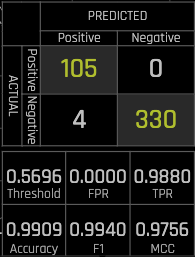 PREDICTED
Positive Negative
ACTUAL
Positive 105 0
Negative 4 330
0.5696 0.0000 0.9880
Threshold FPR TPR
0.9909 0.9940 0.9756
Accuracy F1 MCC